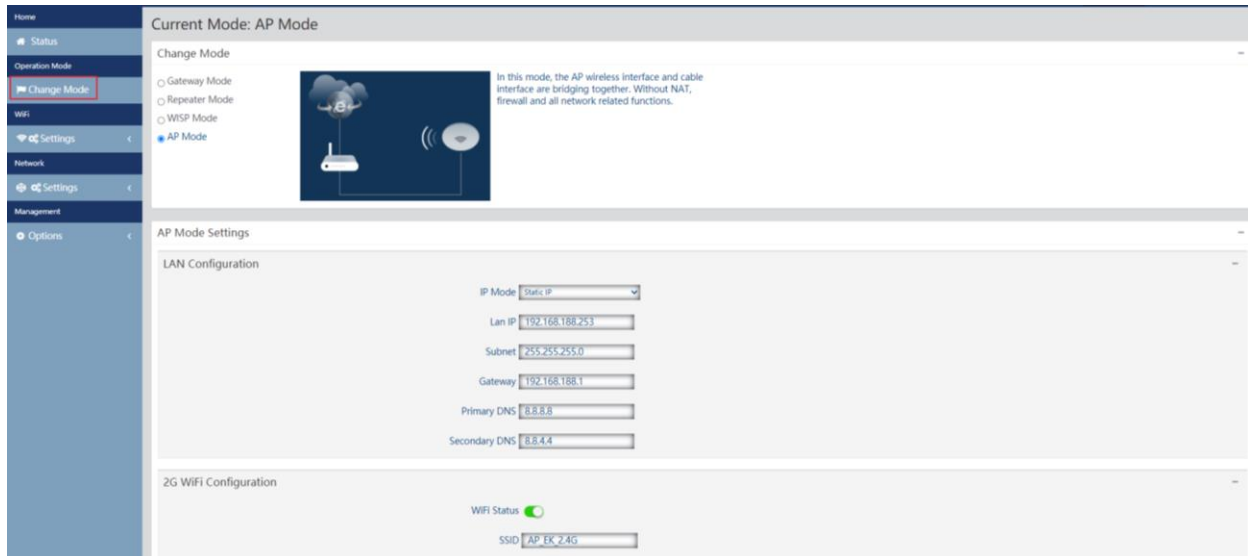 Home
Status
Operation Mode
Change Mode
WiFi
Settings
Network
Settings
Management
Options
Current Mode: AP Mode
Change Mode
Gateway Mode
Repeater Mode
WISP Mode
AP Mode
In this mode, the AP wireless interface and cable
interface are bridging together. Without NAT,
firewall and all network related functions.
AP Mode Settings
LAN Configuration
IP Mode Static IP
Lan IP 192.168.188.253
Subnet 255.255.255.0
Gateway 192.168.188.1
Primary DNS 8.8.8.8
Secondary DNS 8.8.4.4
2G WiFi Configuration
WiFi Status
SSID AP_EK_2.4G